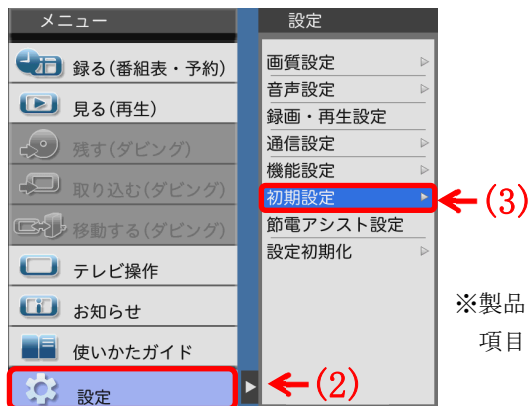 メニュー
録る(番組表・予約)
見る(再生)
残す(ダビング)
取り込む(ダビング)
移動する(ダビング)
テレビ操作
お知らせ
使いかたガイド
設定
設定
画質設定
音声設定
録画・再生設定
通信設定
機能設定
初期設定
節電アシスト設定
設定初期化
(2)
(3)
※製品
項目